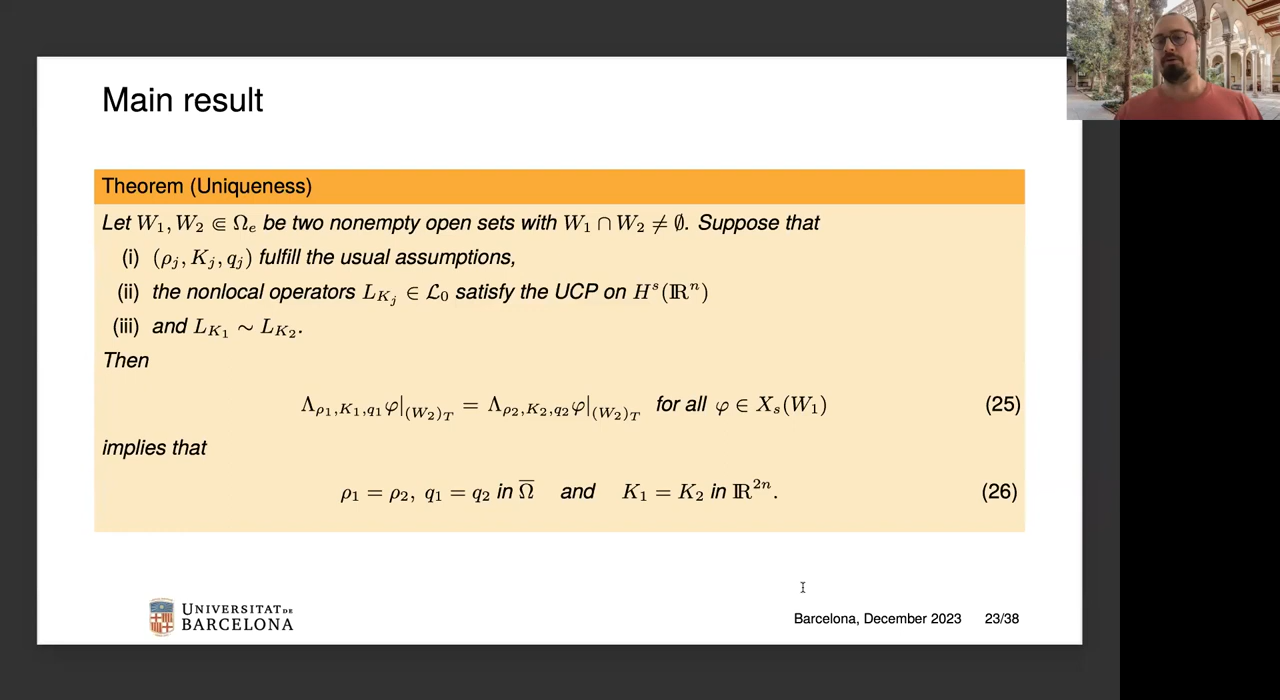 Main result
Theorem (Uniqueness)
Let W₁, W₂ ⋐ Ωₑ be two nonempty open sets with W₁ ∩ W₂ ≠ ∅. Suppose that
(i) (ρⱼ, Kⱼ, qⱼ) fulfill the usual assumptions,
(ii) the nonlocal operators L_{Kⱼ} ∈ 𝓛₀ satisfy the UCP on Hˢ(ℝⁿ)
(iii) and L_{K₁} ∼ L_{K₂}.
Then
Λ_{ρ₁,K₁,q₁}φ|_{(W₂)_T} = Λ_{ρ₂,K₂,q₂}φ|_{(W₂)_T} for all φ ∈ Xₛ(W₁) (25)
implies that
ρ₁ = ρ₂, q₁ = q₂ in Ω̅ and K₁ = K₂ in ℝ²ⁿ. (26)
UNIVERSITAT DE
BARCELONA
Barcelona, December 2023 23/38